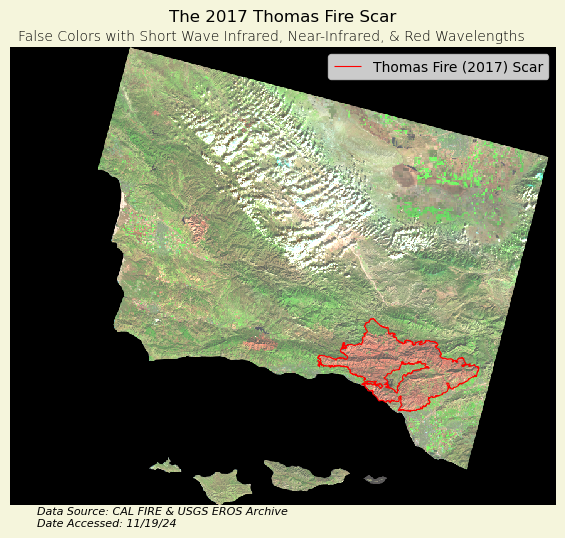 The 2017 Thomas Fire Scar
False Colors with Short Wave Infrared, Near-Infrared, & Red Wavelengths
Thomas Fire (2017) Scar
Data Source: CAL FIRE & USGS EROS Archive
Date Accessed: 11/19/24